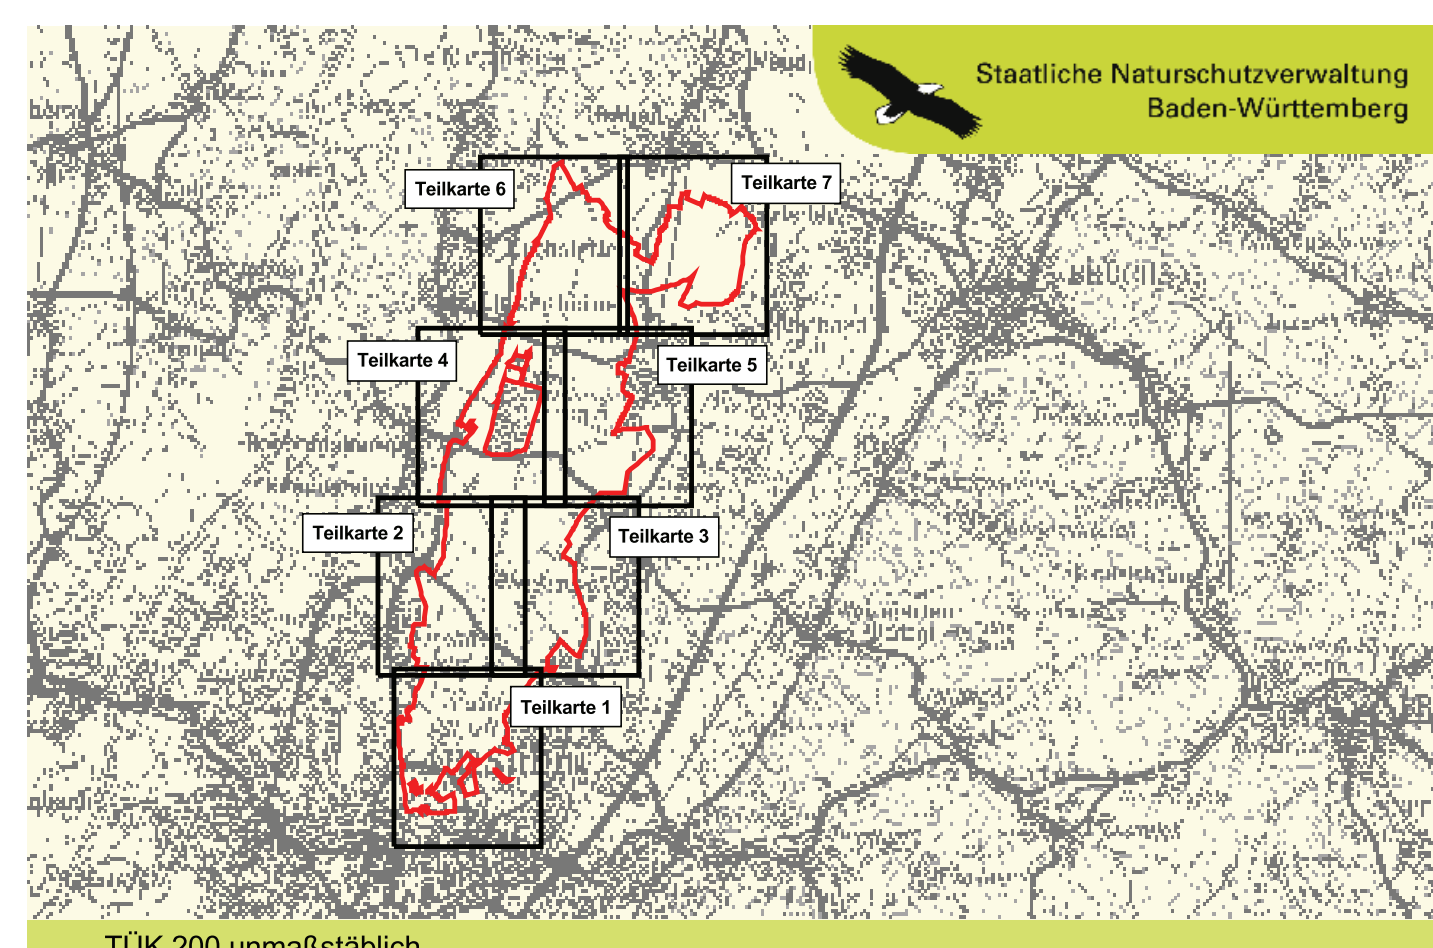 Staatliche Naturschutzverwaltung
Baden-Württemberg
Teilkarte 6
Teilkarte 7
Teilkarte 4
Teilkarte 5
Teilkarte 2
Teilkarte 3
Teilkarte 1
TÜK 200 unmaßstäblich